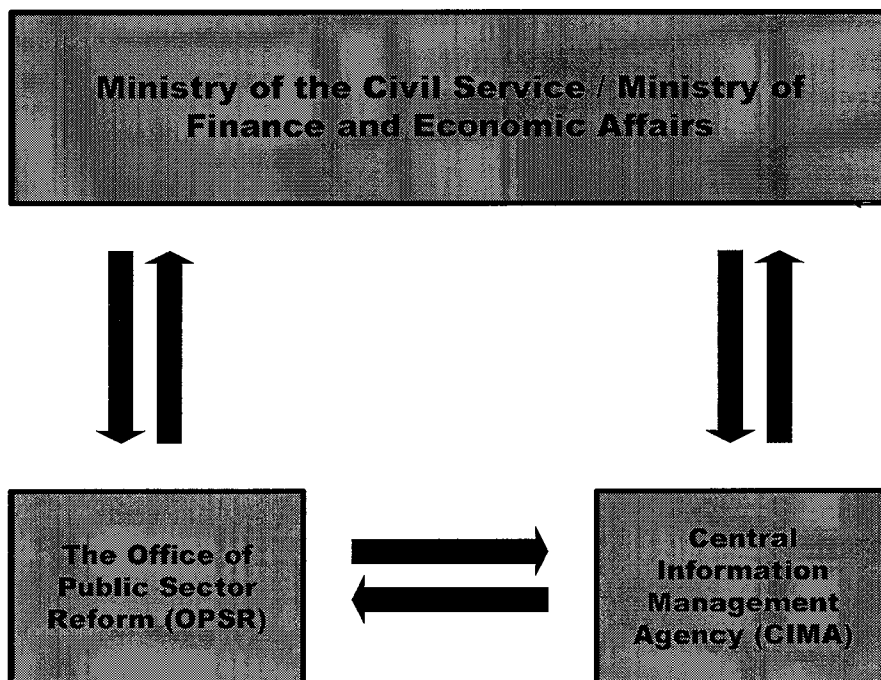 Ministry of the Civil Service / Ministry of
Finance and Economic Affairs
The Office of
Public Sector
Reform (OPSR)
Central
Information
Management
Agency (CIMA)